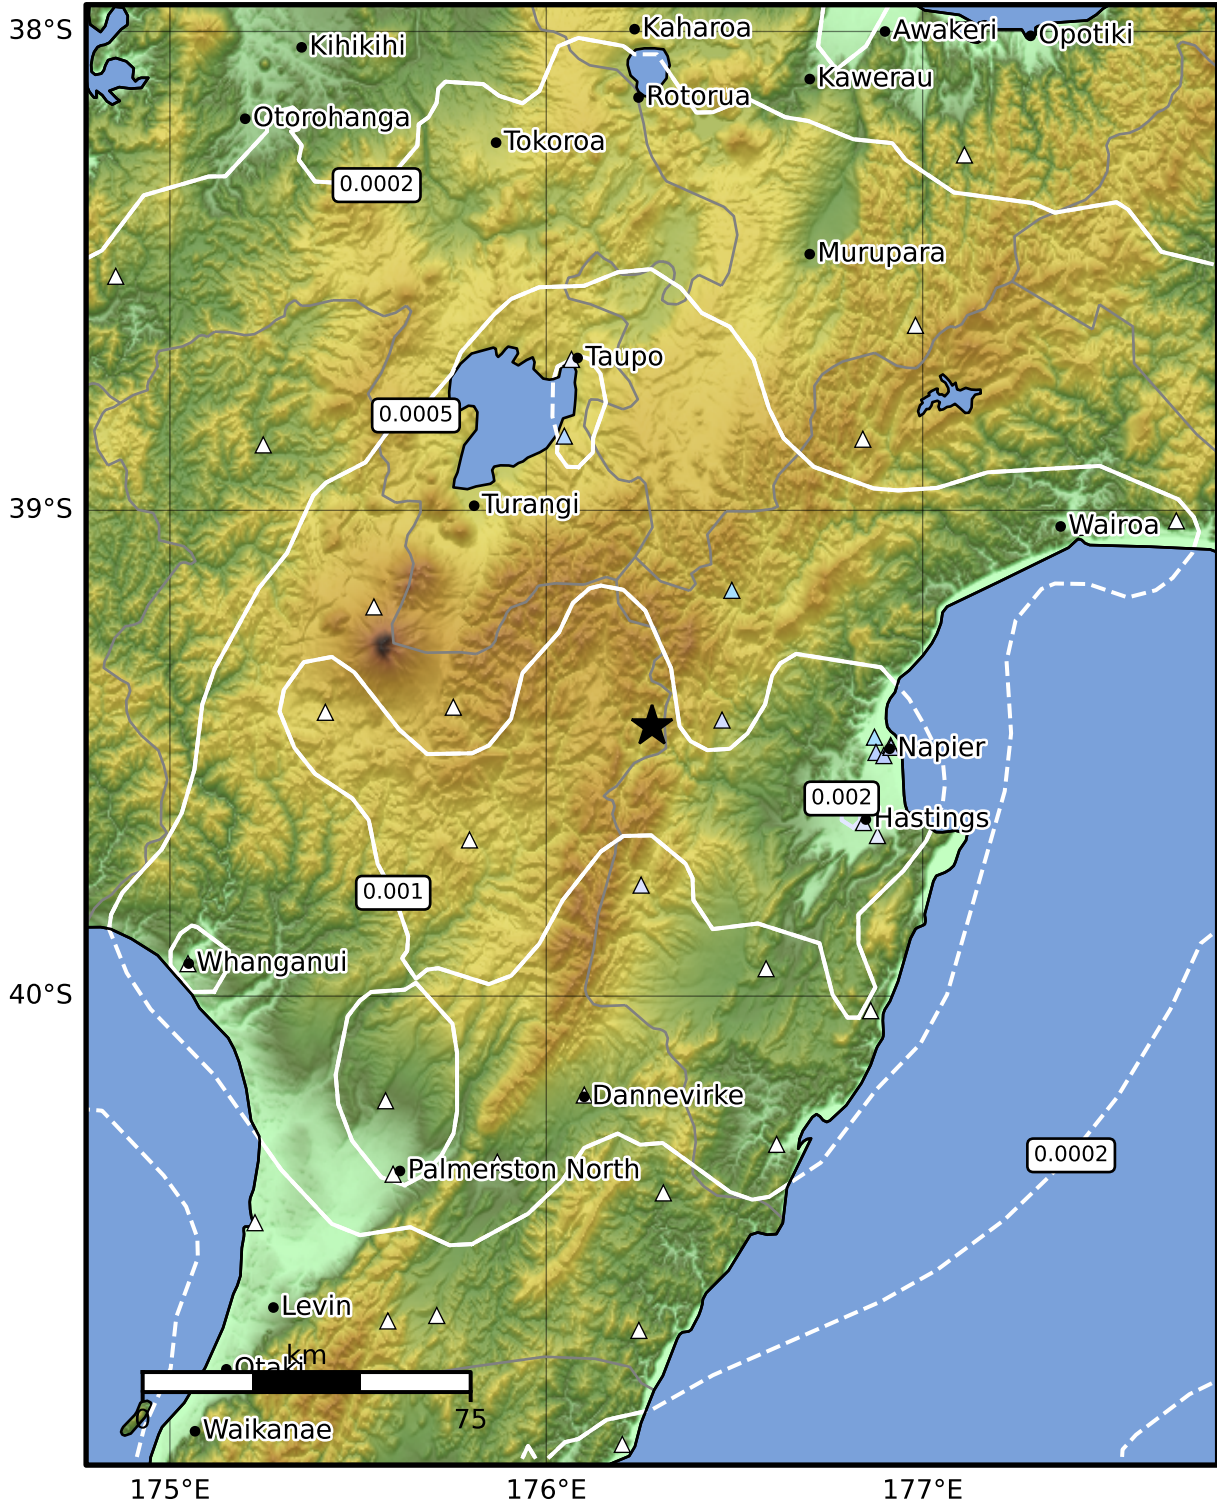 38°S
Kaharoa
Awakeri
Opotiki
Kihikihi
Kawerau
Rotorua
Otorohanga
Tokoroa
0.0002
Murupara
Taupo
0.0005
39°S
Turangi
Wairoa
Napier
0.002
Hastings
0.001
Whanganui
40°S
Dannevirke
0.0002
Palmerston North
Levin
km
Otaki
0
75
Waikanae
175°E
176°E
177°E